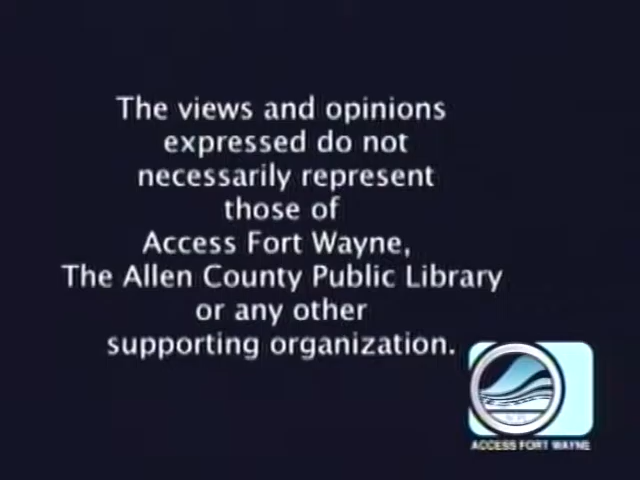 The views and opinions
expressed do not
necessarily represent
those of
Access Fort Wayne,
The Allen County Public Library
or any other
supporting organization.
ACCESS FORT WAYNE